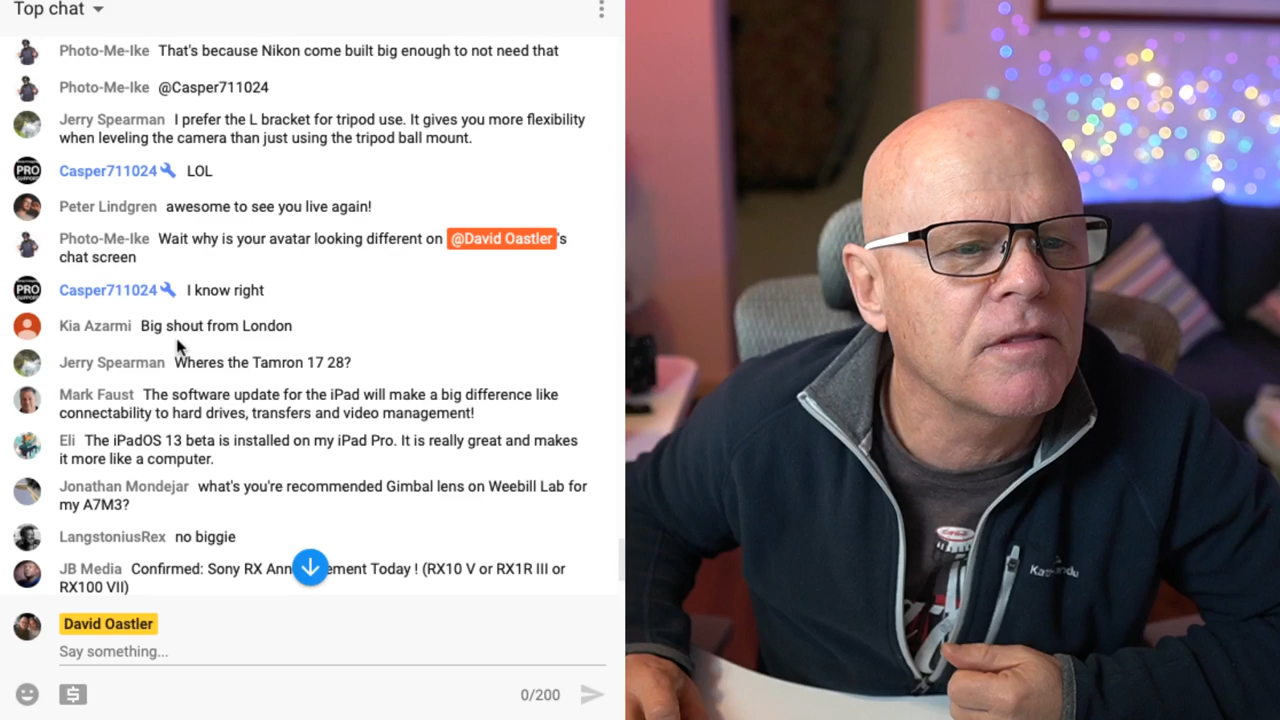 Top chat
Photo-Me-Ike That's because Nikon come built big enough to not need that
Photo-Me-Ike @Casper711024
Jerry Spearman I prefer the L bracket for tripod use. It gives you more flexibility
when leveling the camera than just using the tripod ball mount.
PRO
Casper711024 LOL
Peter Lindgren awesome to see you live again!
Photo-Me-Ike Wait why is your avatar looking different on @David Oastler's
chat screen
PRO
Casper711024 I know right
Kia Azarmi Big shout from London
Jerry Spearman Wheres the Tamron 17 28?
Mark Faust The software update for the iPad will make a big difference like
connectability to hard drives, transfers and video management!
Eli The iPadOS 13 beta is installed on my iPad Pro. It is really great and makes
it more like a computer.
Jonathan Mondejar what's you're recommended Gimbal lens on Weebill Lab for
my A7M3?
LangstoniusRex no biggie
JB Media Confirmed: Sony RX Ann ement Today ! (RX10 V or RX1R III or
RX100 VII)
David Oastler
Say something...
0/200